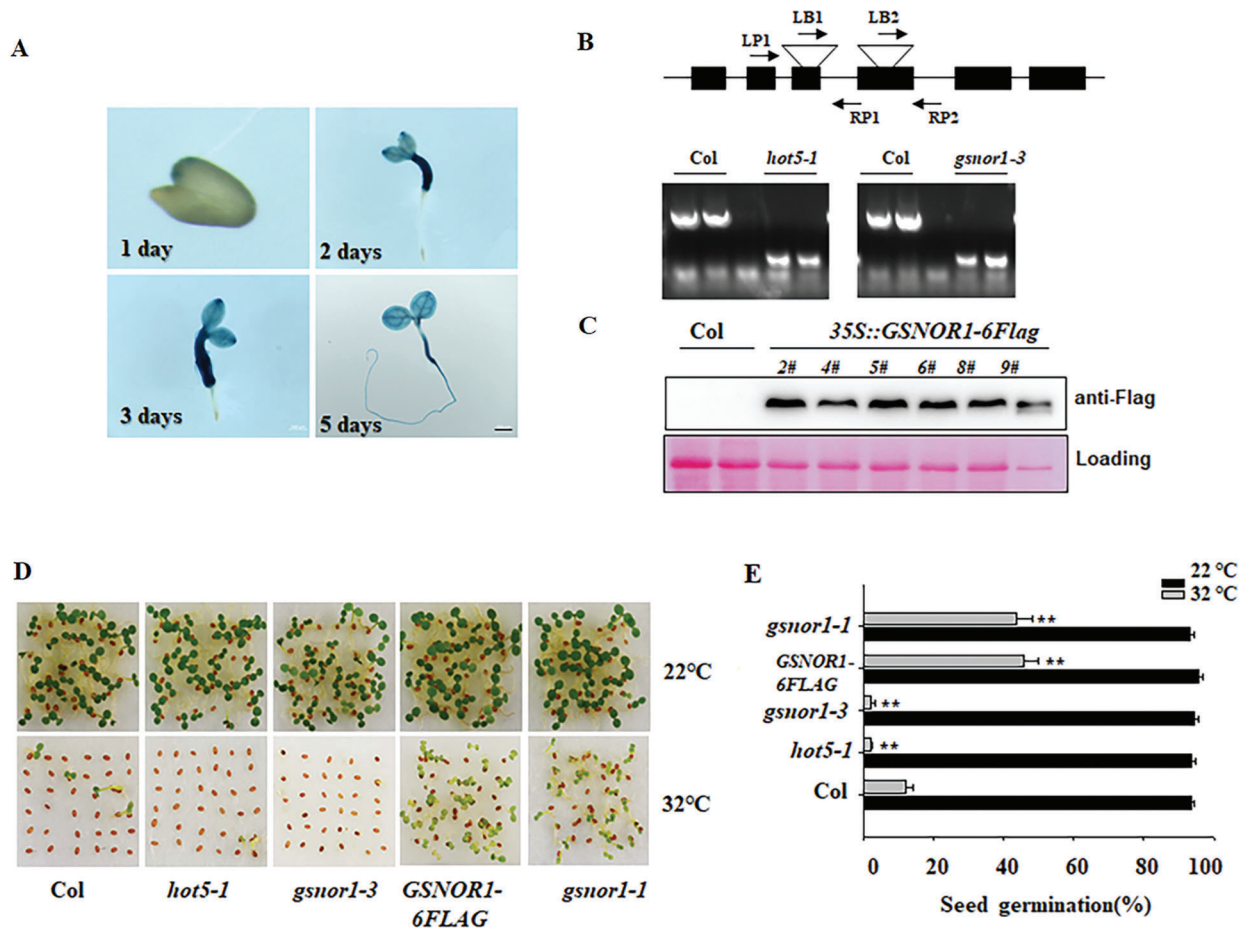 A
1 day
2 days
3 days
5 days
B
LP1
LB1
LB2
RP1
RP2
Col
hot5-1
Col
gsnor1-3
C
Col
35S::GSNOR1-6Flag
2# 4# 5# 6# 8# 9#
anti-Flag
Loading
D
22°C
32°C
Col
hot5-1
gsnor1-3
GSNOR1-
6FLAG
gsnor1-1
E
22 °C
32 °C
gsnor1-1
**
GSNOR1-
6FLAG
**
gsnor1-3
**
hot5-1
**
Col
0 20 40 60 80 100
Seed germination(%)